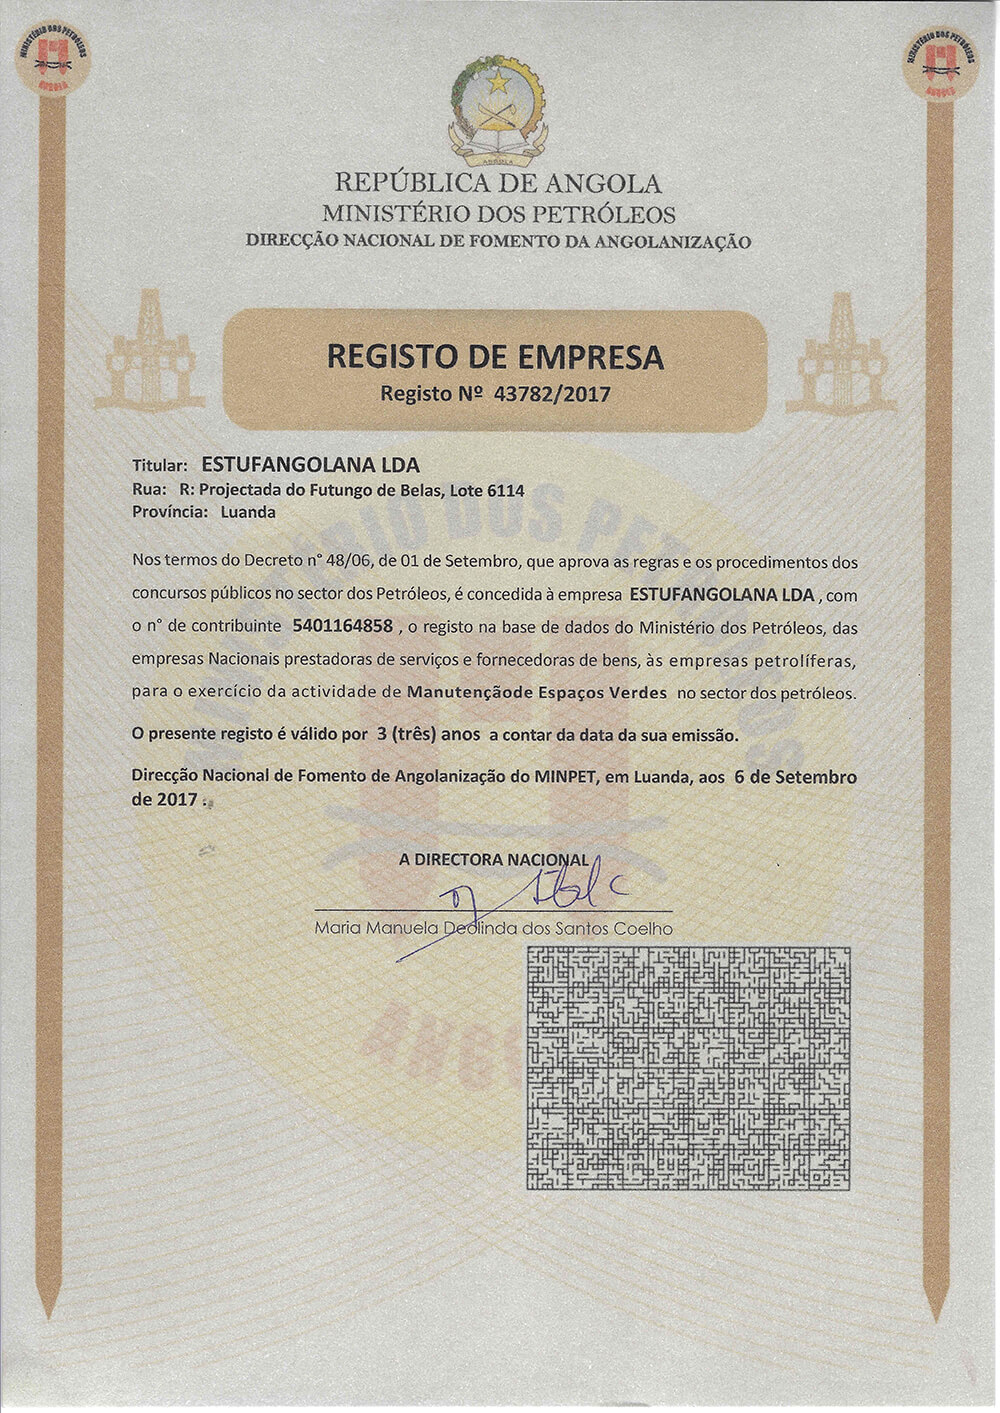 MINISTÉRIO DOS PETRÓLEOS
ANGOLA
MINISTÉRIO DOS PETRÓLEOS
ANGOLA
ANGOLA
REPÚBLICA DE ANGOLA
MINISTÉRIO DOS PETRÓLEOS
DIRECÇÃO NACIONAL DE FOMENTO DA ANGOLANIZAÇÃO
REGISTO DE EMPRESA
Registo Nº 43782/2017
Titular: ESTUFANGOLANA LDA
Rua: R: Projectada do Futungo de Belas, Lote 6114
Província: Luanda
Nos termos do Decreto n° 48/06, de 01 de Setembro, que aprova as regras e os procedimentos dos
concursos públicos no sector dos Petróleos, é concedida à empresa ESTUFANGOLANA LDA , com
o n° de contribuinte 5401164858 , o registo na base de dados do Ministério dos Petróleos, das
empresas Nacionais prestadoras de serviços e fornecedoras de bens, às empresas petrolíferas,
para o exercício da actividade de Manutençãode Espaços Verdes no sector dos petróleos.
O presente registo é válido por 3 (três) anos a contar da data da sua emissão.
Direcção Nacional de Fomento de Angolanização do MINPET, em Luanda, aos 6 de Setembro
de 2017 .
A DIRECTORA NACIONAL
Maria Manuela Deolinda dos Santos Coelho